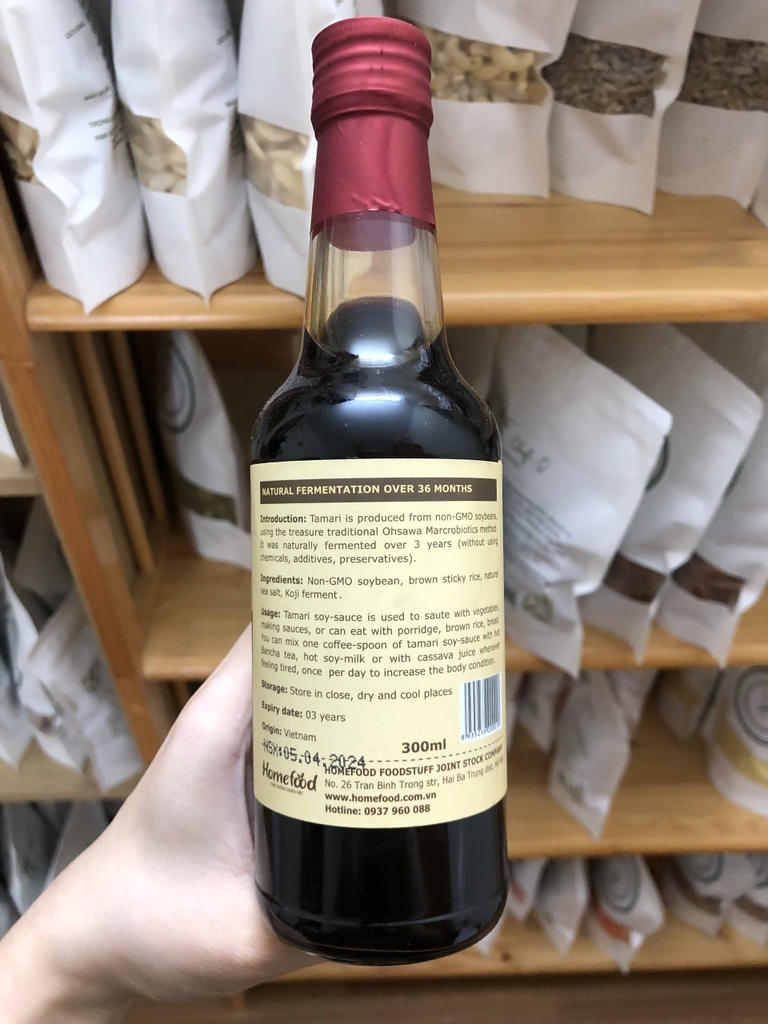 NATURAL FERMENTATION OVER 36 MONTHS
Introduction: Tamari is produced from non-GMO soybeans,
using the treasure traditional Ohsawa Marcrobiotics method.
It was naturally fermented over 3 years (without using
chemicals, additives, preservatives).
Ingredients: Non-GMO soybean, brown sticky rice, natural
sea salt, Koji ferment.
Usage: Tamari soy-sauce is used to saute with vegetables,
making sauces, or can eat with porridge, brown rice, bread.
You can mix one coffee-spoon of tamari soy-sauce with hot
Bancha tea, hot soy-milk or with cassava juice whenever
feeling tired, once per day to increase the body condition.
Storage: Store in close, dry and cool places
Expiry date: 03 years
Origin: Vietnam
300ml
NSX:05.04.2024
Homefood
HOMEFOOD FOODSTUFF JOINT STOCK COMPANY
No. 26 Tran Binh Trong str, Hai Ba Trung dist,
www.homefood.com.vn
Hotline: 0937 960 088